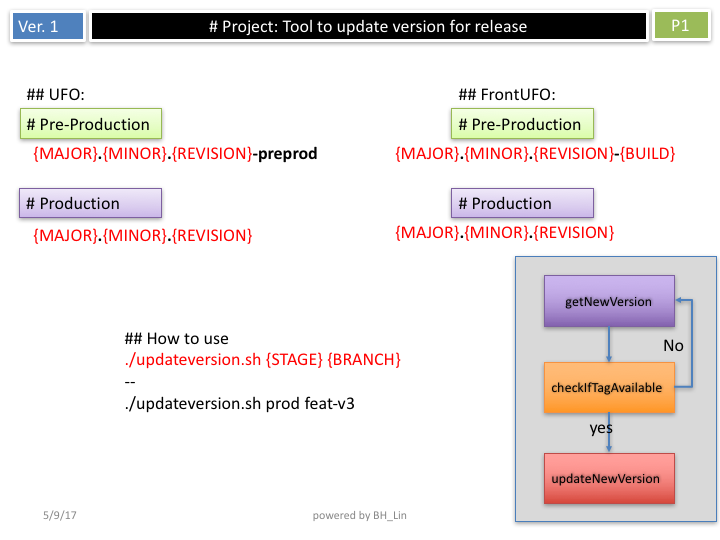 Ver. 1
# Project: Tool to update version for release
P1
## UFO:
# Pre-Production
{MAJOR}.{MINOR}.{REVISION}-preprod
# Production
{MAJOR}.{MINOR}.{REVISION}
## FrontUFO:
# Pre-Production
{MAJOR}.{MINOR}.{REVISION}-{BUILD}
# Production
{MAJOR}.{MINOR}.{REVISION}
## How to use
./updateversion.sh {STAGE} {BRANCH}
--
./updateversion.sh prod feat-v3
getNewVersion
No
checkIfTagAvailable
yes
updateNewVersion
5/9/17
powered by BH_Lin